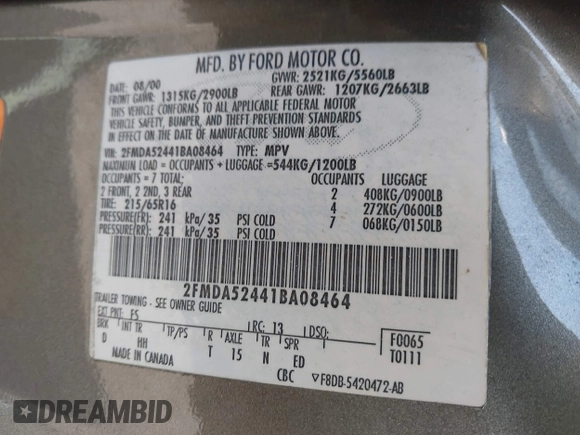 MFD. BY FORD MOTOR CO.
DATE: 08/00 GVWR: 2521KG/5560LB
FRONT GAWR: 1315KG/2900LB REAR GAWR: 1207KG/2663LB
THIS VEHICLE CONFORMS TO ALL APPLICABLE FEDERAL MOTOR
VEHICLE SAFETY, BUMPER, AND THEFT PREVENTION STANDARDS
IN EFFECT ON THE DATE OF MANUFACTURE SHOWN ABOVE.
VIN: 2FMDA52441BA08464 TYPE: MPV
MAXIMUM LOAD = OCCUPANTS + LUGGAGE = 544KG/1200LB
OCCUPANTS = 7 TOTAL: OCCUPANTS LUGGAGE
2 FRONT, 2 2ND, 3 REAR 2 408KG/0900LB
TIRE: 215/65R16 4 272KG/0600LB
PRESSURE(FR) 241 kPa/35 PSI COLD 7 068KG/0150LB
PRESSURE(RR) 241 kPa/35 PSI COLD
2FMDA52441BA08464
TRAILER TOWING - SEE OWNER GUIDE
EXT PNT: FS RC: 13 DSO: F0065
BRK INT TR TP/PS R AXLE TR SPR T0111
D HH T 15 N ED
MADE IN CANADA CBC ▽F8DB-5420472-AB
DREAMBID